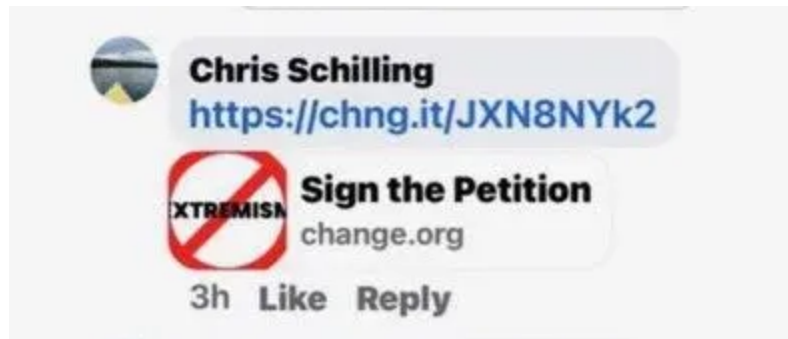 Chris Schilling
https://chng.it/JXN8NYk2
XTREMISM
Sign the Petition
change.org
3h Like Reply